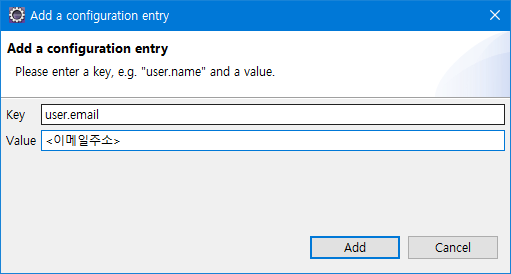 Add a configuration entry
Add a configuration entry
Please enter a key, e.g. "user.name" and a value.
Key user.email
Value <이메일주소>
Add Cancel